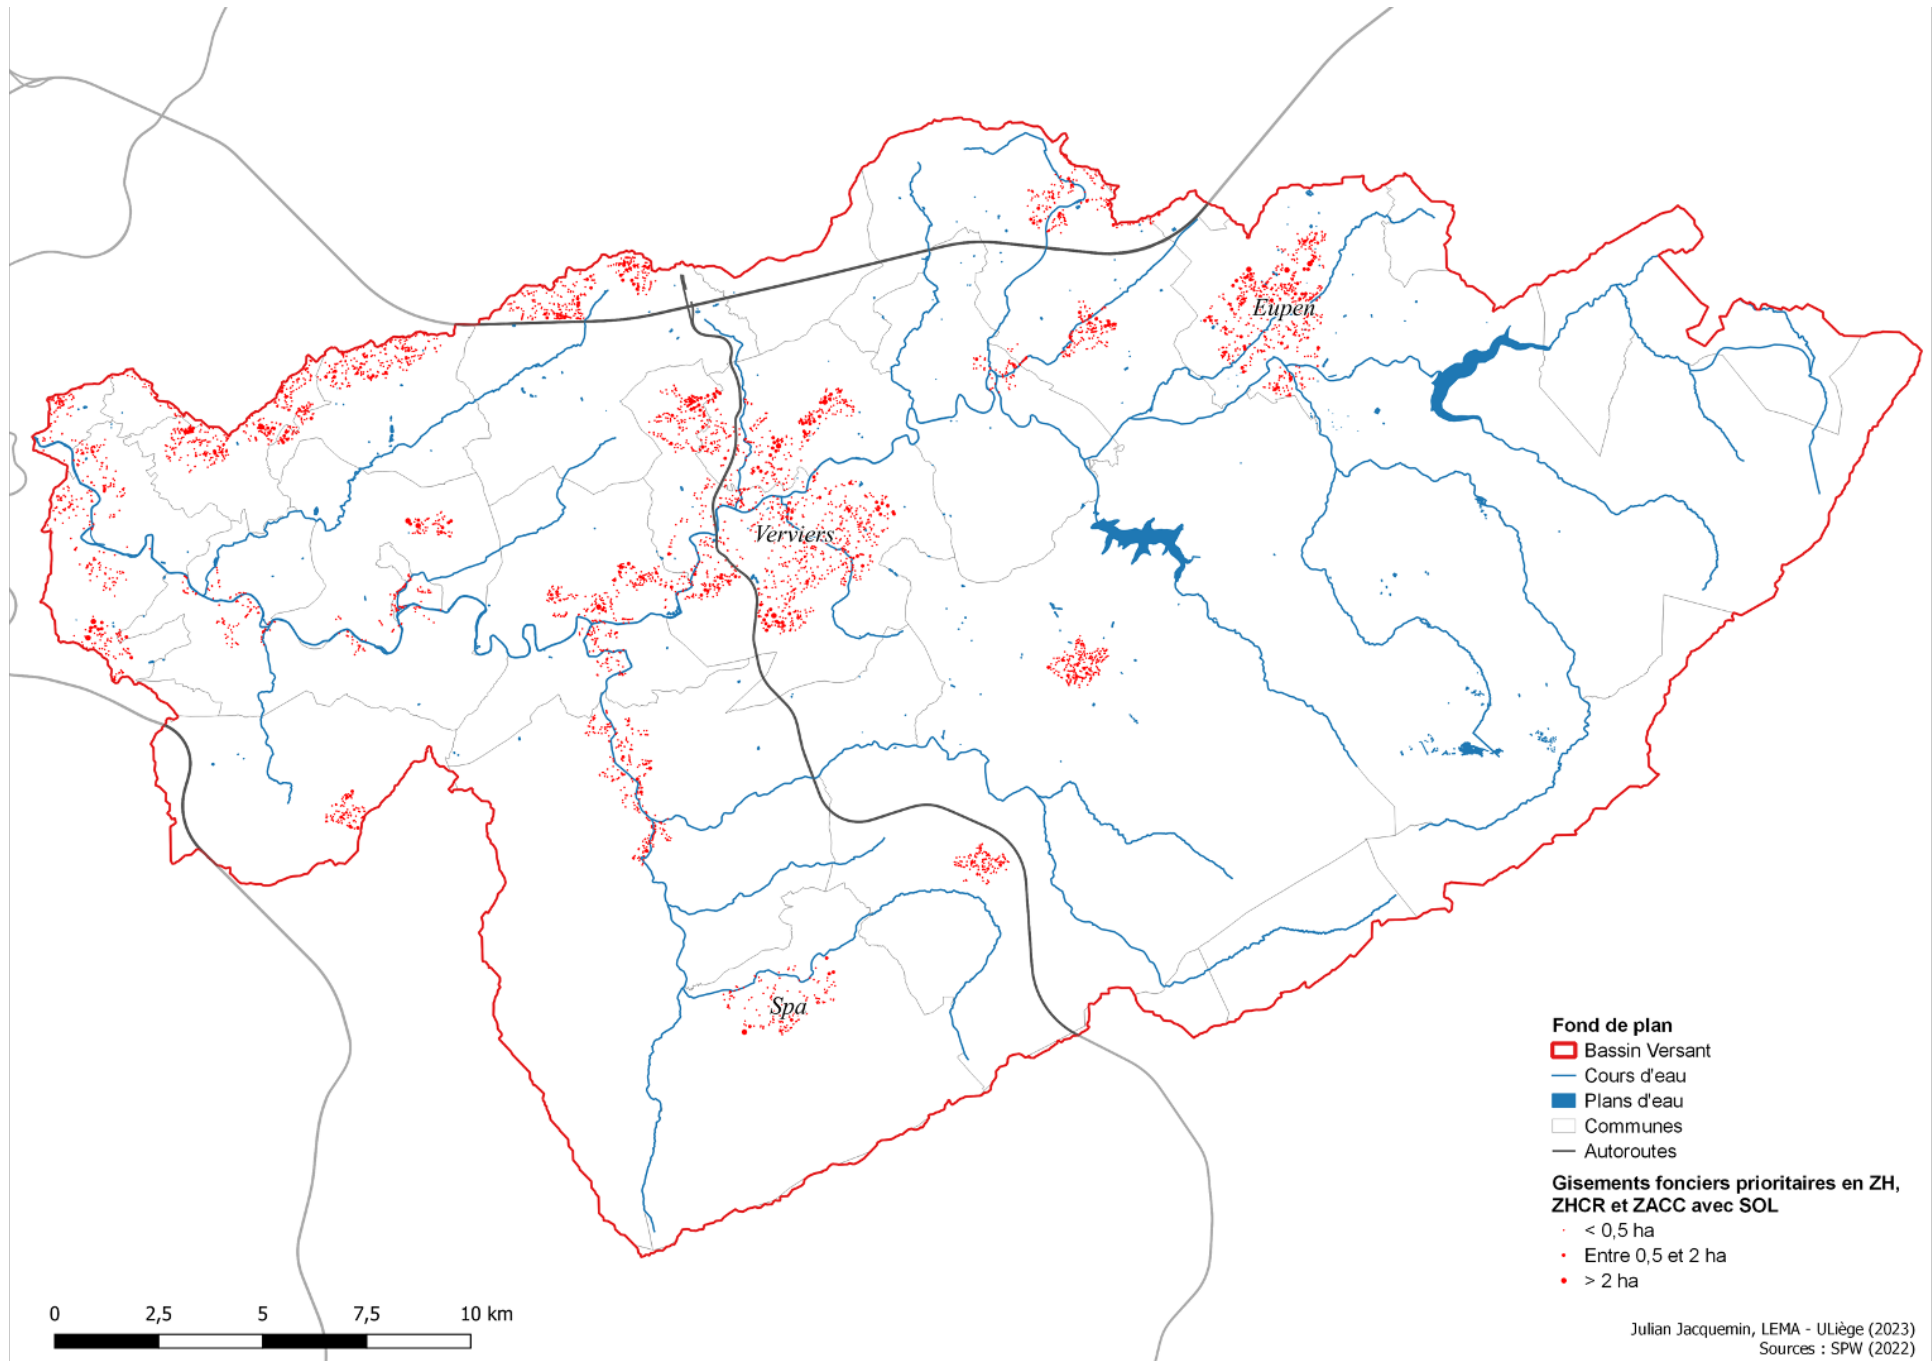 Eupen
Verviers
Spa
Fond de plan
Bassin Versant
Cours d'eau
Plans d'eau
Communes
Autoroutes
Gisements fonciers prioritaires en ZH,
ZHCR et ZACC avec SOL
< 0,5 ha
Entre 0,5 et 2 ha
> 2 ha
0 2,5 5 7,5 10 km
Julian Jacquemin, LEMA - ULiège (2023)
Sources : SPW (2022)